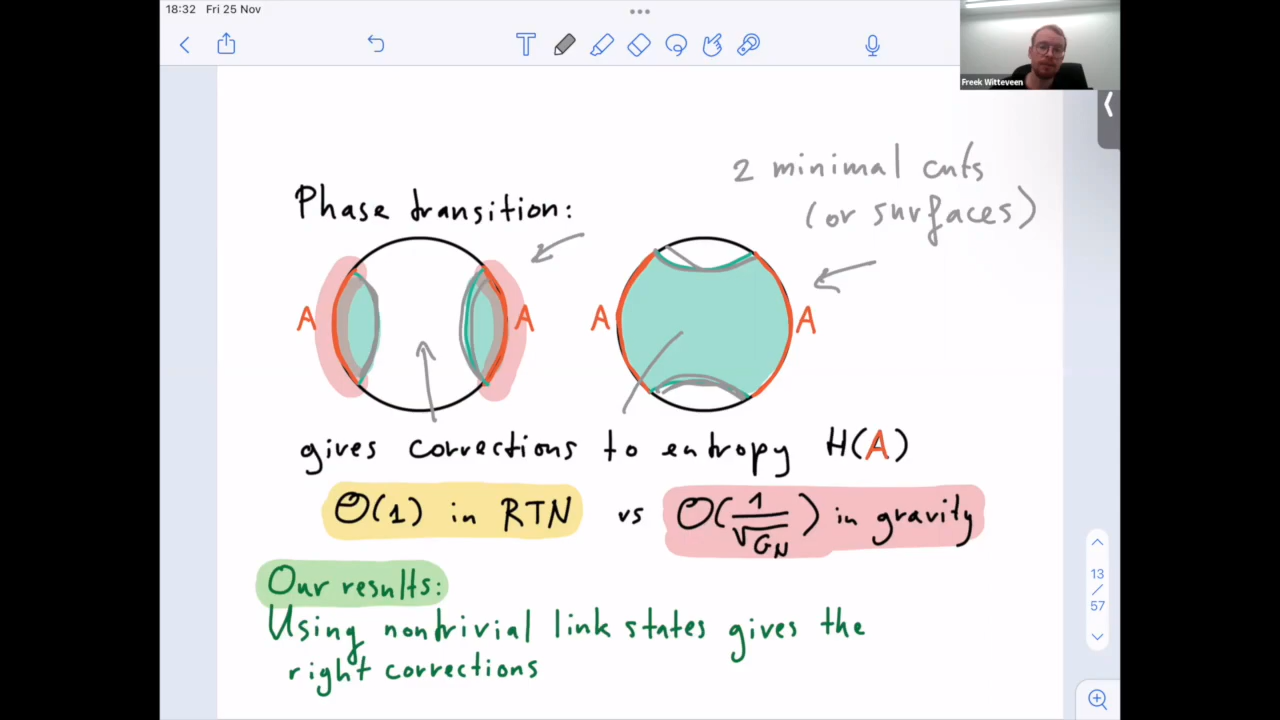 18:32 Fri 25 Nov
Freek Witteveen
2 minimal cuts
(or surfaces)
Phase transition:
A A A A
gives corrections to entropy H(A)
O(1) in RTN vs O(1/√G_N) in gravity
Our results:
Using nontrivial link states gives the
right corrections
13
/
57